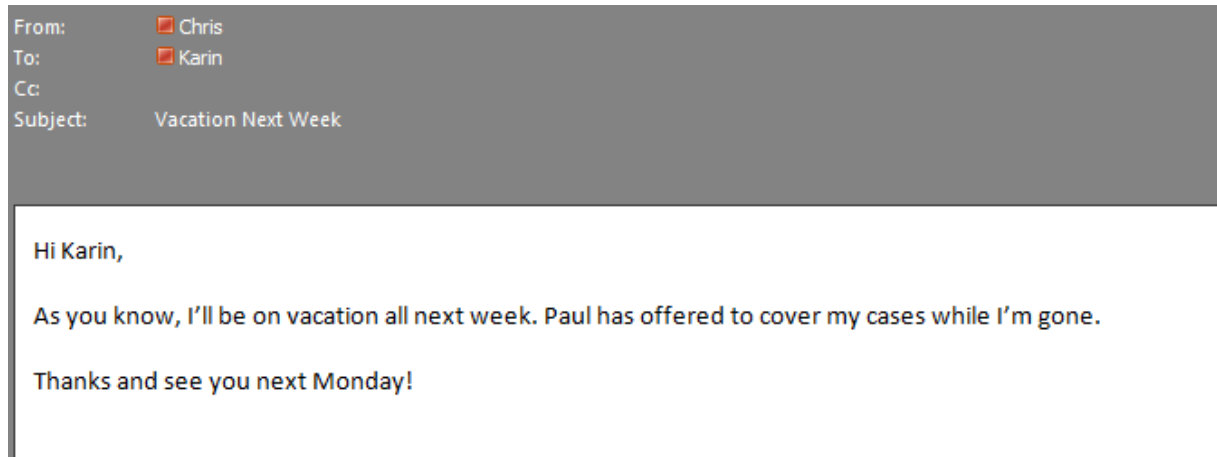 From: Chris
To: Karin
Cc:
Subject: Vacation Next Week
Hi Karin,
As you know, I’ll be on vacation all next week. Paul has offered to cover my cases while I’m gone.
Thanks and see you next Monday!